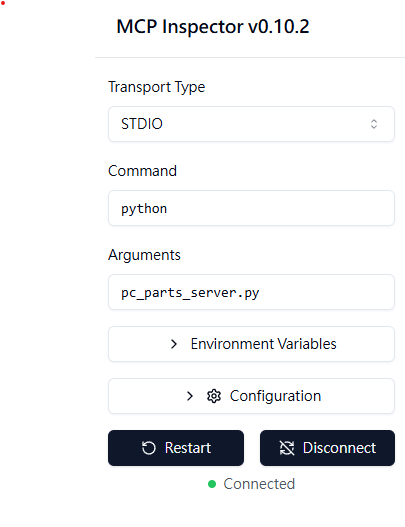 MCP Inspector v0.10.2
Transport Type
STDIO
Command
python
Arguments
pc_parts_server.py
Environment Variables
Configuration
Restart Disconnect
Connected